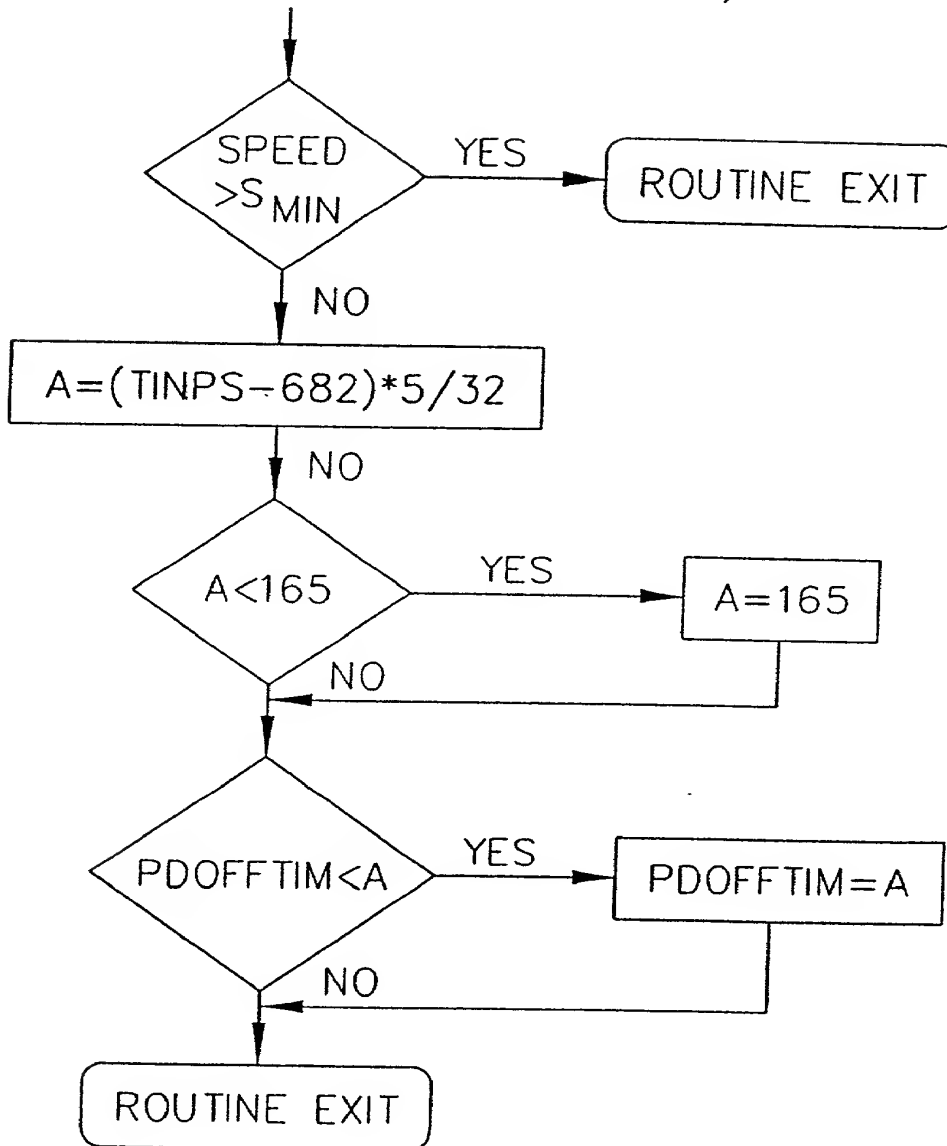 SPEED
>SMIN
YES
ROUTINE EXIT
NO
A=(TINPS-682)*5/32
NO
A<165
YES
A=165
NO
PDOFFTIM<A
YES
PDOFFTIM=A
NO
ROUTINE EXIT